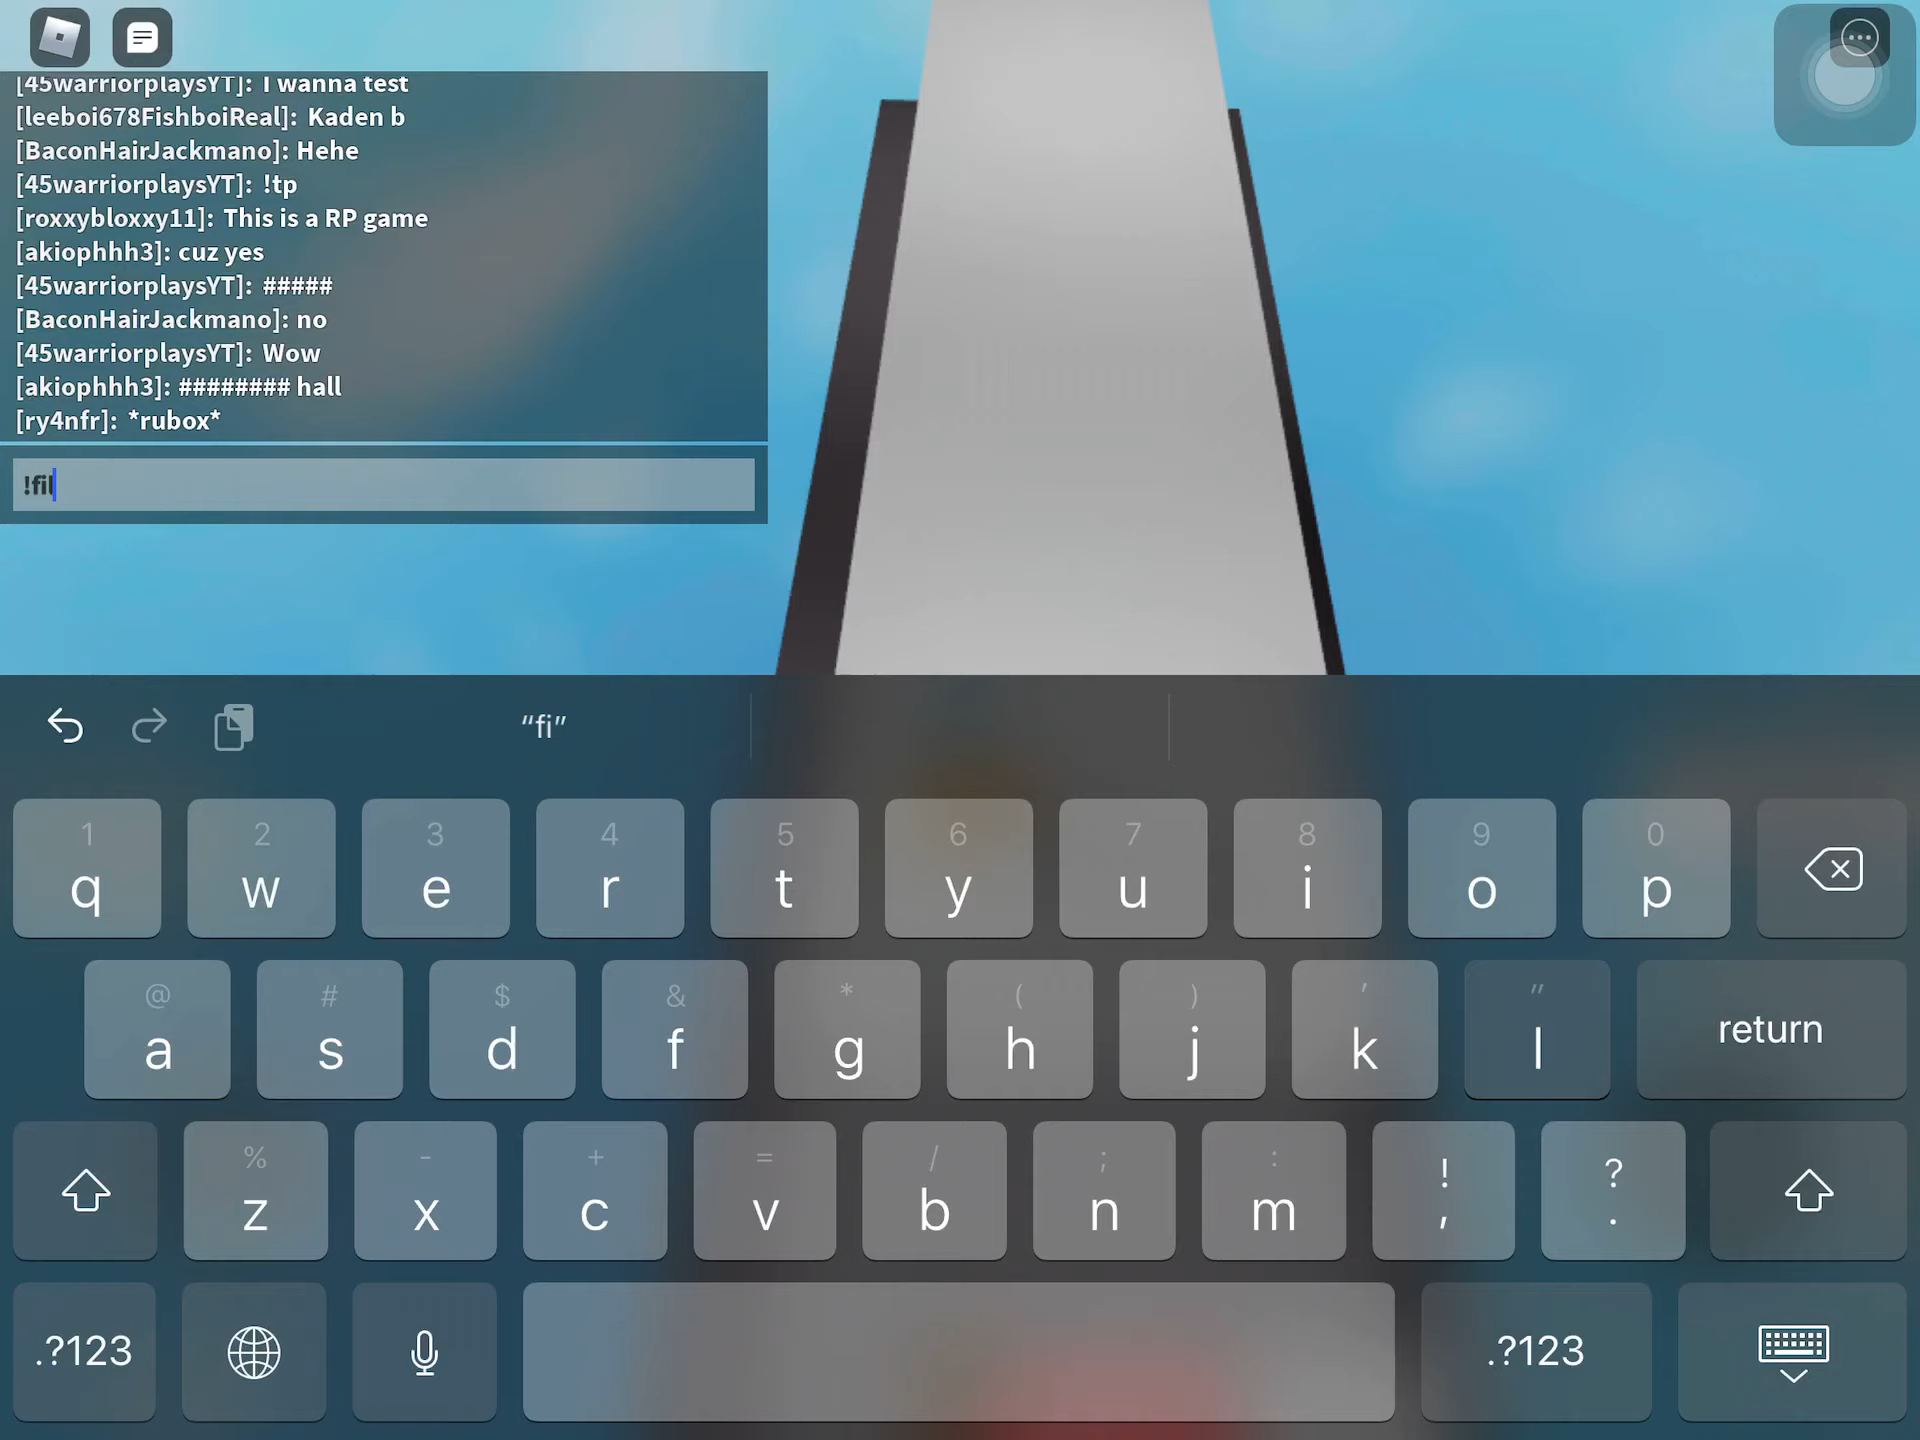 [45warriorplaysYT]: I wanna test
[leeboi678FishboiReal]: Kaden b
[BaconHairJackmano]: Hehe
[45warriorplaysYT]: !tp
[roxxybloxxy11]: This is a RP game
[akiophhh3]: cuz yes
[45warriorplaysYT]: #####
[BaconHairJackmano]: no
[45warriorplaysYT]: Wow
[akiophhh3]: ######## hall
[ry4nfr]: *rubox*
!fil
“fi”
1 2 3 4 5 6 7 8 9 0
q w e r t y u i o p
@ # $ & * ( ) ' "
a s d f g h j k l return
% - + = / ; : ! ?
z x c v b n m , .
.?123 .?123